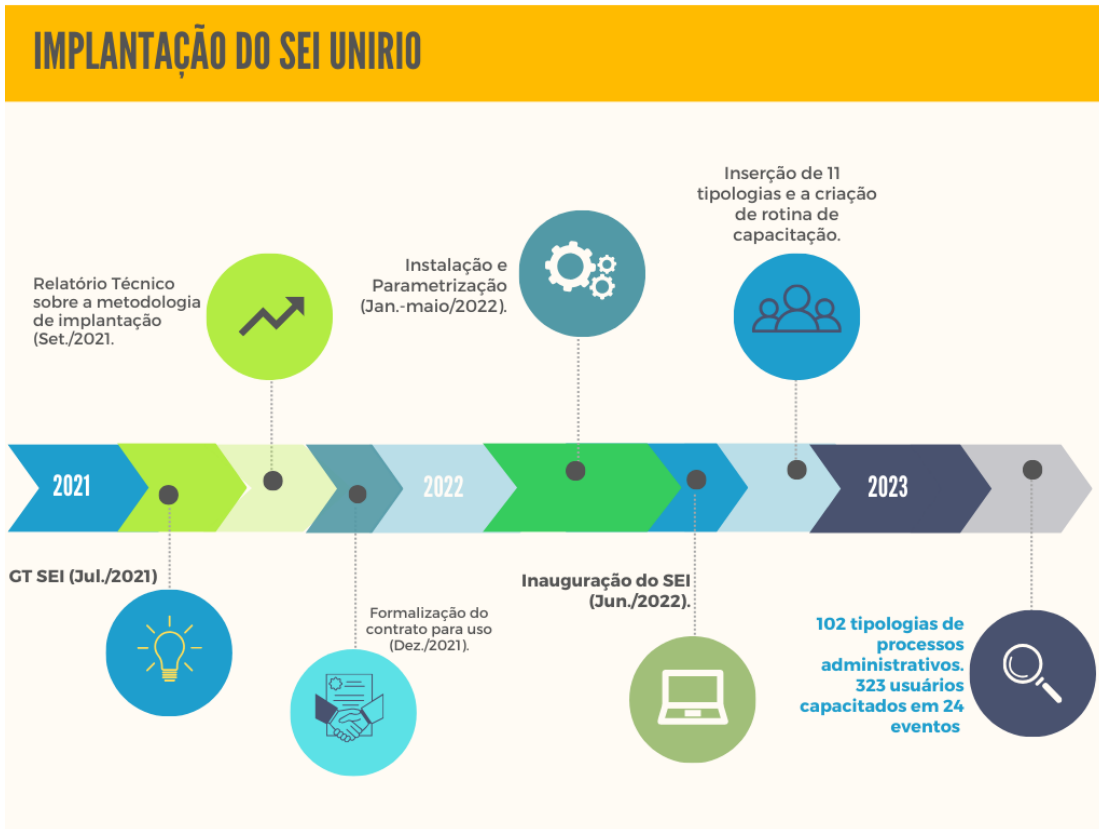 IMPLANTAÇÃO DO SEI UNIRIO
Inserção de 11
tipologias e a criação
de rotina de
capacitação.
Instalação e
Parametrização
(Jan.-maio/2022).
Relatório Técnico
sobre a metodologia
de implantação
(Set./2021.
2021
2022
2023
GT SEI (Jul./2021)
Formalização do
contrato para uso
(Dez./2021).
Inauguração do SEI
(Jun./2022).
102 tipologias de
processos
administrativos.
323 usuários
capacitados em 24
eventos